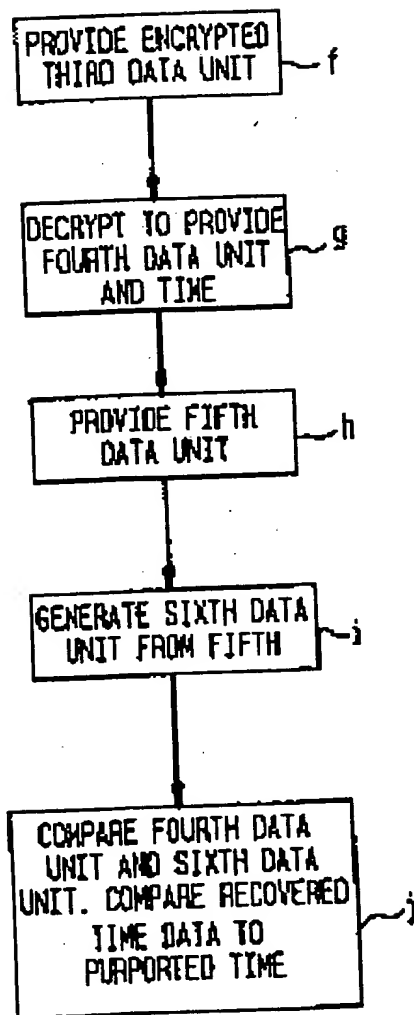 PROVIDE ENCRYPTED
THIRD DATA UNIT
f
DECRYPT TO PROVIDE
FOURTH DATA UNIT
AND TIME
g
PROVIDE FIFTH
DATA UNIT
h
GENERATE SIXTH DATA
UNIT FROM FIFTH
i
COMPARE FOURTH DATA
UNIT AND SIXTH DATA
UNIT. COMPARE RECOVERED
TIME DATA TO
PURPORTED TIME
j